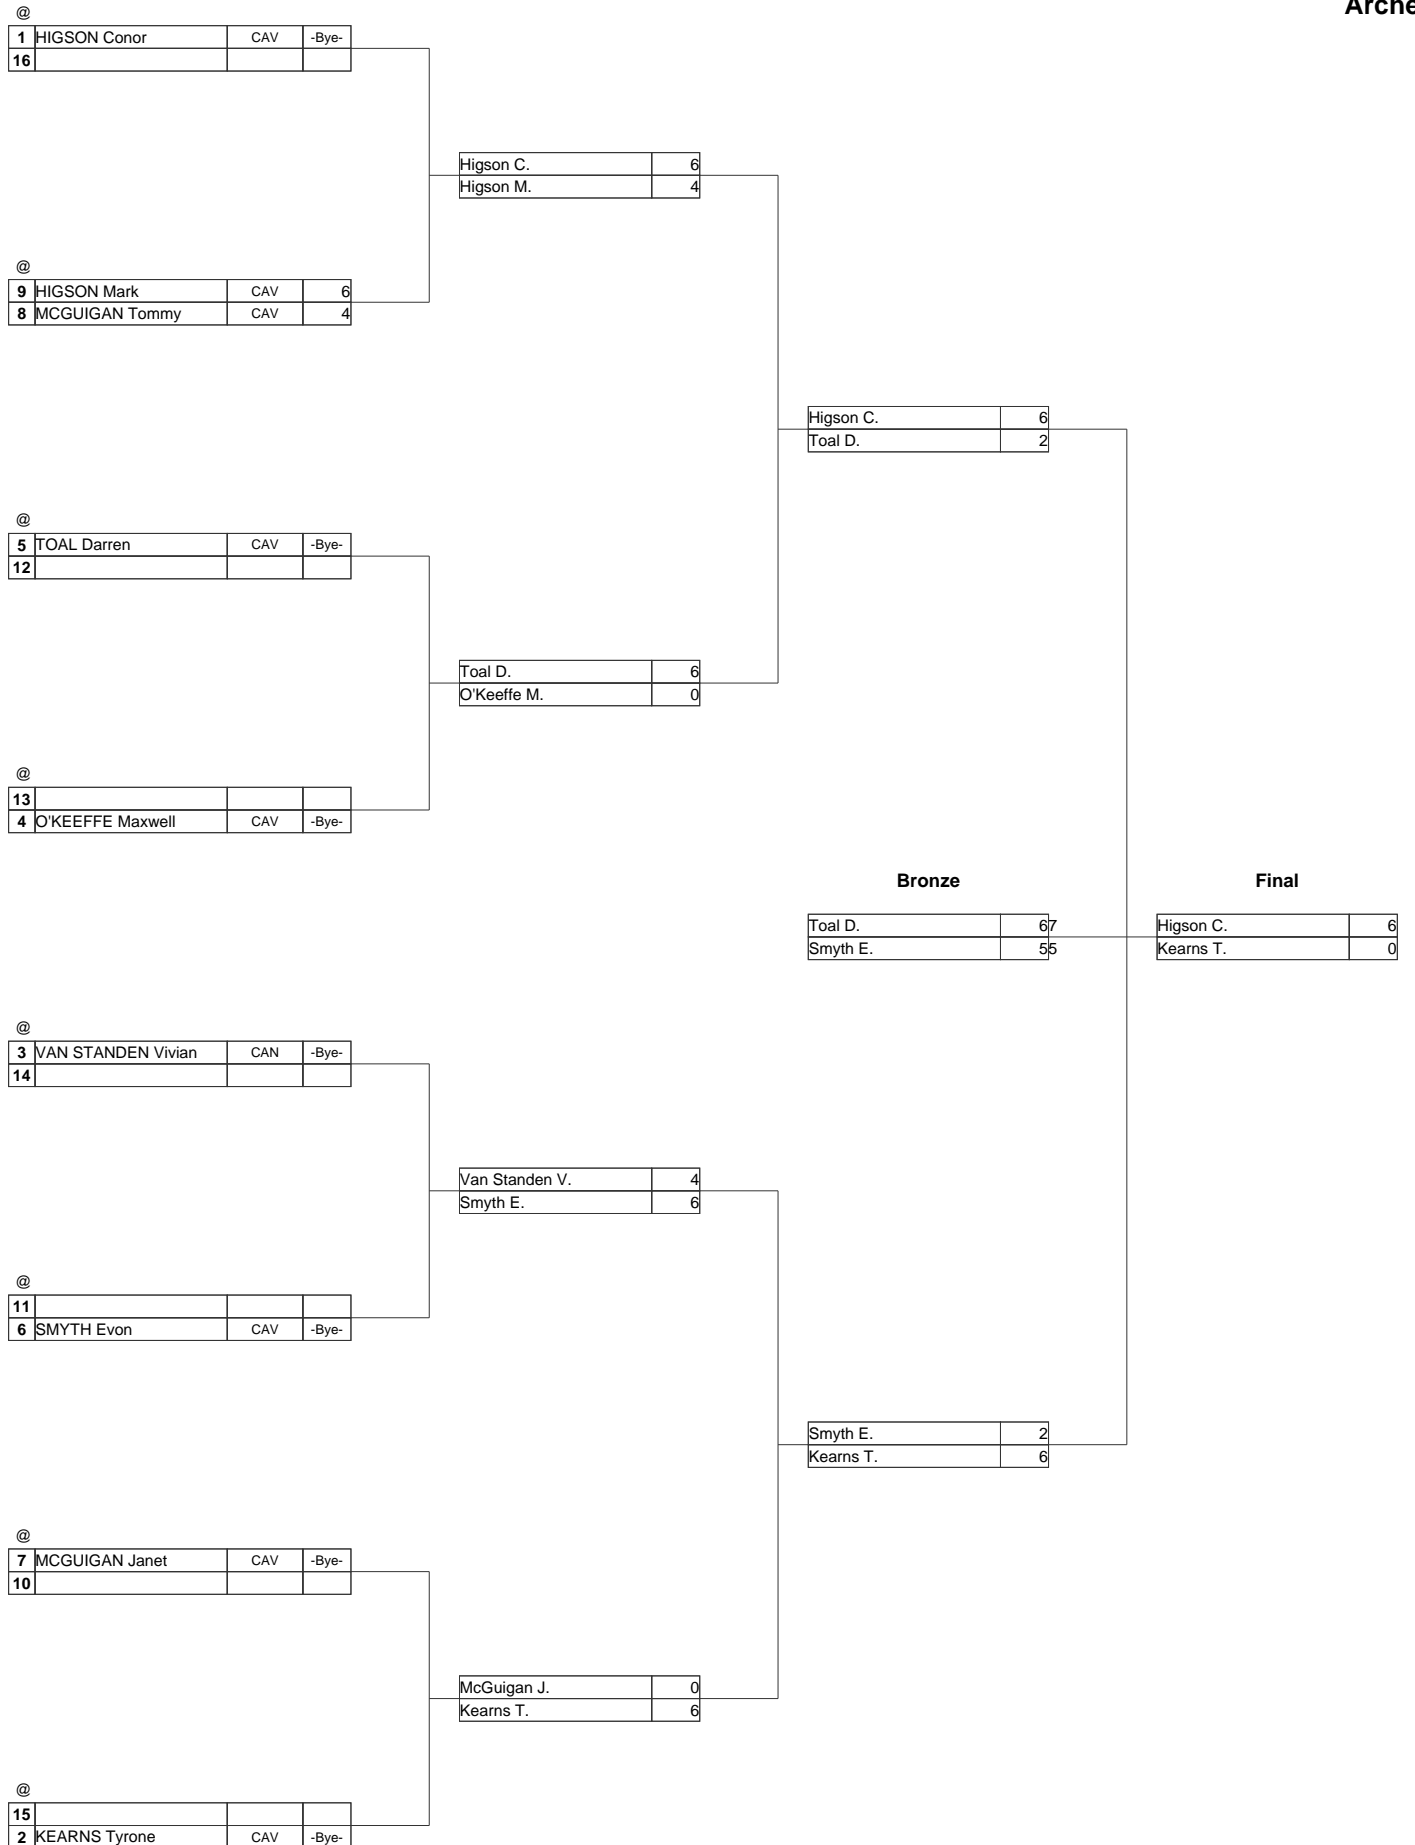 Arche
@
1 HIGSON Conor CAV -Bye-
16
Higson C. 6
Higson M. 4
@
9 HIGSON Mark CAV 6
8 MCGUIGAN Tommy CAV 4
Higson C. 6
Toal D. 2
@
5 TOAL Darren CAV -Bye-
12
Toal D. 6
O'Keeffe M. 0
@
13
4 O'KEEFFE Maxwell CAV -Bye-
Bronze Final
Toal D. 67 Higson C. 6
Smyth E. 55 Kearns T. 0
@
3 VAN STANDEN Vivian CAN -Bye-
14
Van Standen V. 4
Smyth E. 6
@
11
6 SMYTH Evon CAV -Bye-
Smyth E. 2
Kearns T. 6
@
7 MCGUIGAN Janet CAV -Bye-
10
McGuigan J. 0
Kearns T. 6
@
15
2 KEARNS Tyrone CAV -Bye-